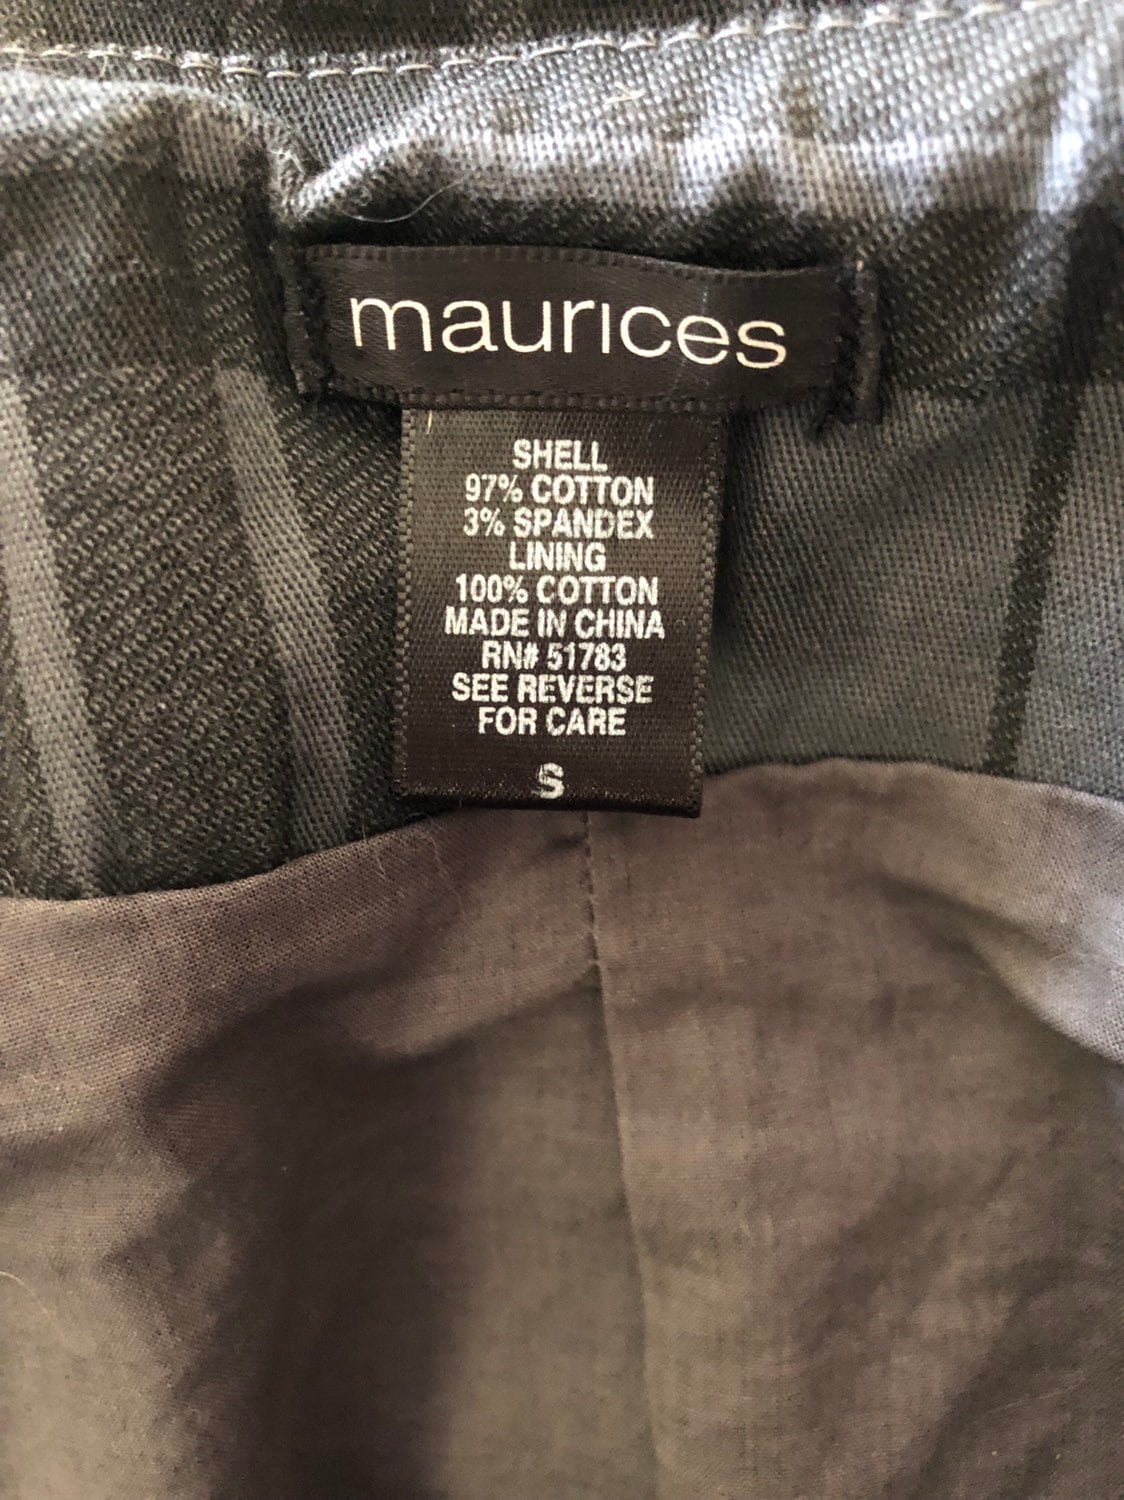 maurices
SHELL
97% COTTON
3% SPANDEX
LINING
100% COTTON
MADE IN CHINA
RN# 51783
SEE REVERSE
FOR CARE
S